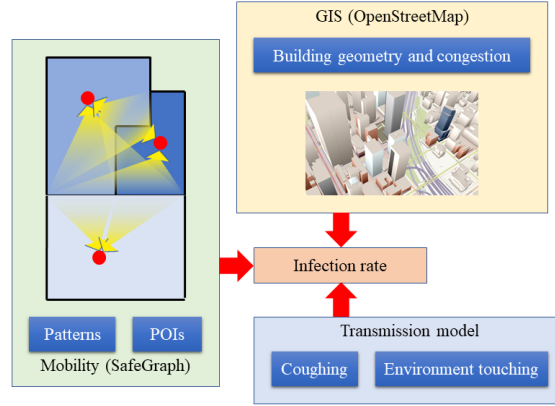 GIS (OpenStreetMap)
Building geometry and congestion
Infection rate
Patterns
POIs
Mobility (SafeGraph)
Transmission model
Coughing
Environment touching